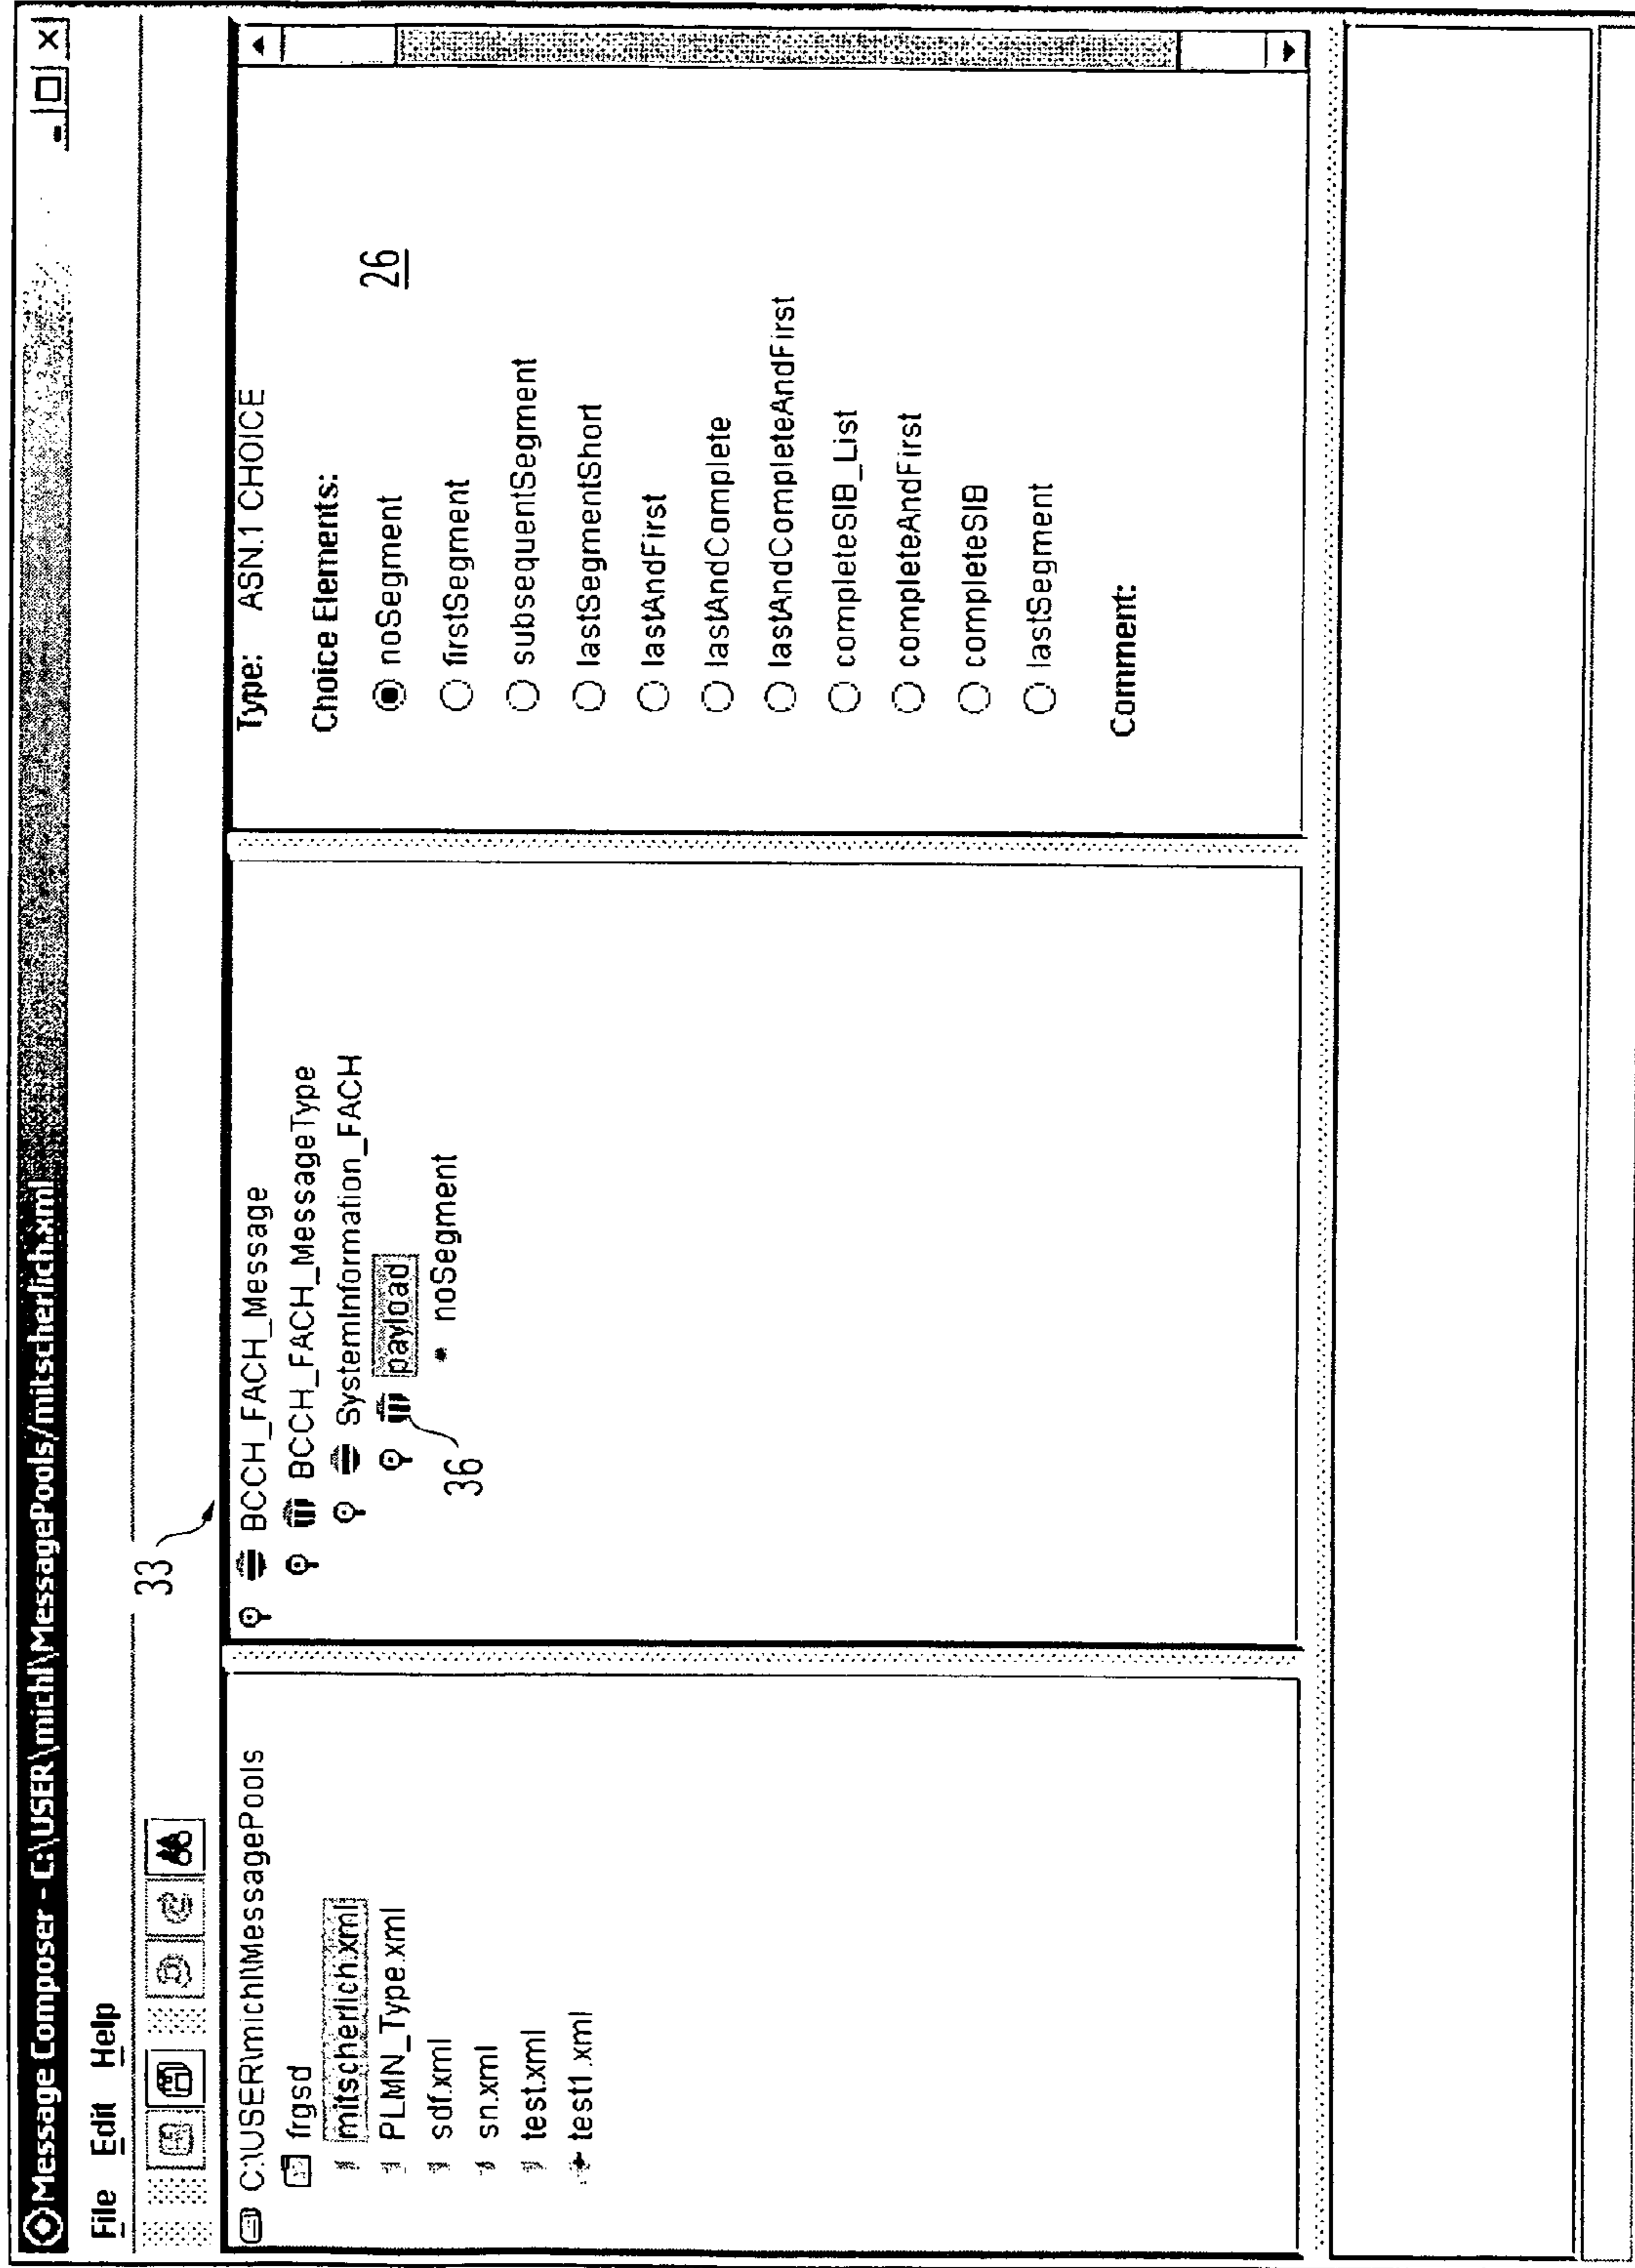 Message Composer - C:\USER\michl\MessagePools/mitscherlich.xml
File Edit Help
33
C:\USER\michl\MessagePools
frgsd
mitscherlich.xml
PLMN_Type.xml
sdf.xml
sn.xml
test.xml
test1.xml
BCCH_FACH_Message
BCCH_FACH_MessageType
SystemInformation_FACH
payload
noSegment
36
Type: ASN.1 CHOICE
Choice Elements:
26
noSegment
firstSegment
subsequentSegment
lastSegmentShort
lastAndFirst
lastAndComplete
lastAndCompleteAndFirst
completeSIB_List
completeAndFirst
completeSIB
lastSegment
Comment: